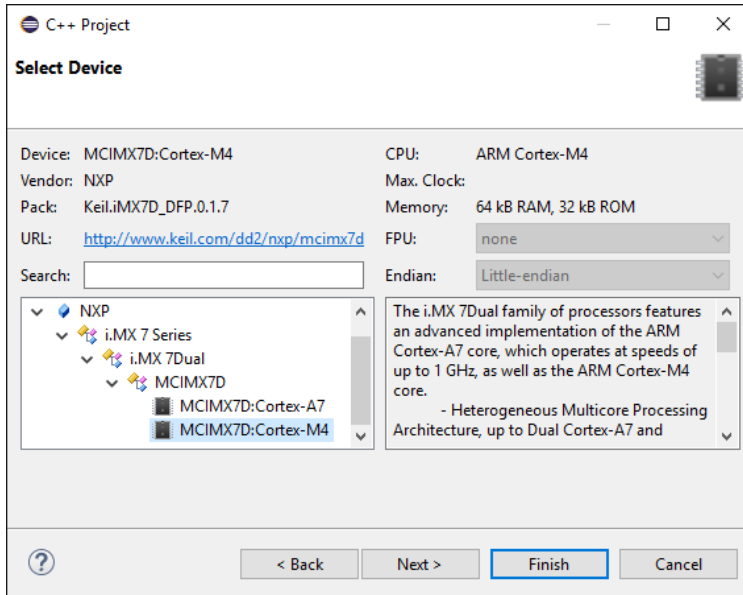 C++ Project
Select Device
Device: MCIMX7D:Cortex-M4
Vendor: NXP
Pack: Keil.iMX7D_DFP.0.1.7
URL: http://www.keil.com/dd2/nxp/mcimx7d
Search:
CPU: ARM Cortex-M4
Max. Clock:
Memory: 64 kB RAM, 32 kB ROM
FPU: none
Endian: Little-endian
NXP
i.MX 7 Series
i.MX 7Dual
MCIMX7D
MCIMX7D:Cortex-A7
MCIMX7D:Cortex-M4
The i.MX 7Dual family of processors features
an advanced implementation of the ARM
Cortex-A7 core, which operates at speeds of
up to 1 GHz, as well as the ARM Cortex-M4
core.
- Heterogeneous Multicore Processing
Architecture, up to Dual Cortex-A7 and
?
< Back
Next >
Finish
Cancel